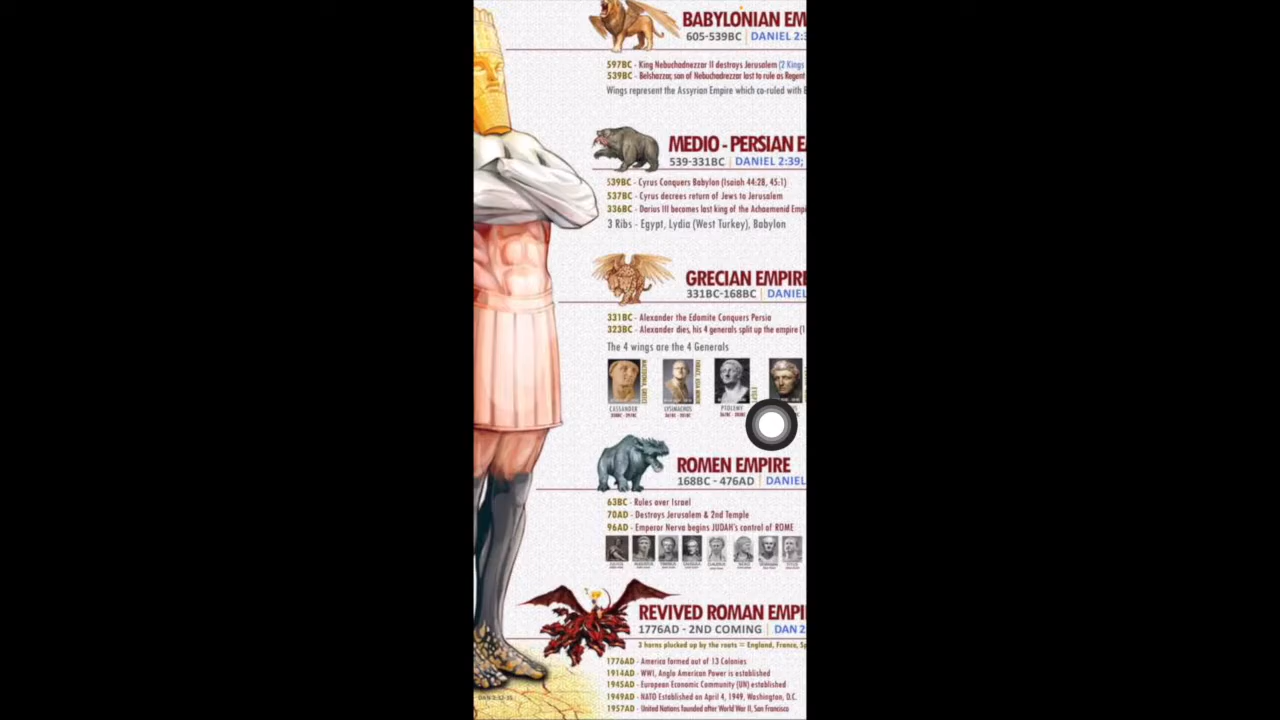 BABYLONIAN EM
605-539BC | DANIEL 2:3
597BC - King Nebuchadnezzar II destroys Jerusalem (2 Kings
539BC - Belshazzar, son of Nebuchadrezzar last to rule as Regent
Wings represent the Assyrian Empire which co-ruled with B
MEDIO - PERSIAN E
539-331BC | DANIEL 2:39;
539BC - Cyrus Conquers Babylon (Isaiah 44:28, 45:1)
537BC - Cyrus decrees return of Jews to Jerusalem
336BC - Darius III becomes last king of the Achaemenid Empi
3 Ribs - Egypt, Lydia (West Turkey), Babylon
GRECIAN EMPIRE
331BC-168BC | DANIEL
331BC - Alexander the Edomite Conquers Persia
323BC - Alexander dies, his 4 generals split up the empire (1
The 4 wings are the 4 Generals
CASSANDER
LYSIMACHOS
PTOLEMY
ROMEN EMPIRE
168BC - 476AD | DANIEL
63BC - Rules over Israel
70AD - Destroys Jerusalem & 2nd Temple
96AD - Emperor Nerva begins JUDAH's control of ROME
REVIVED ROMAN EMPI
1776AD - 2ND COMING | DAN 2
3 horns plucked up by the roots = England, France, Sp
1776AD - America formed out of 13 Colonies
1914AD - WWI, Anglo American Power is established
1945AD - European Economic Community (UN) established
1949AD - NATO Established on April 4, 1949, Washington, D.C.
1957AD - United Nations founded after World War II, San Francisco